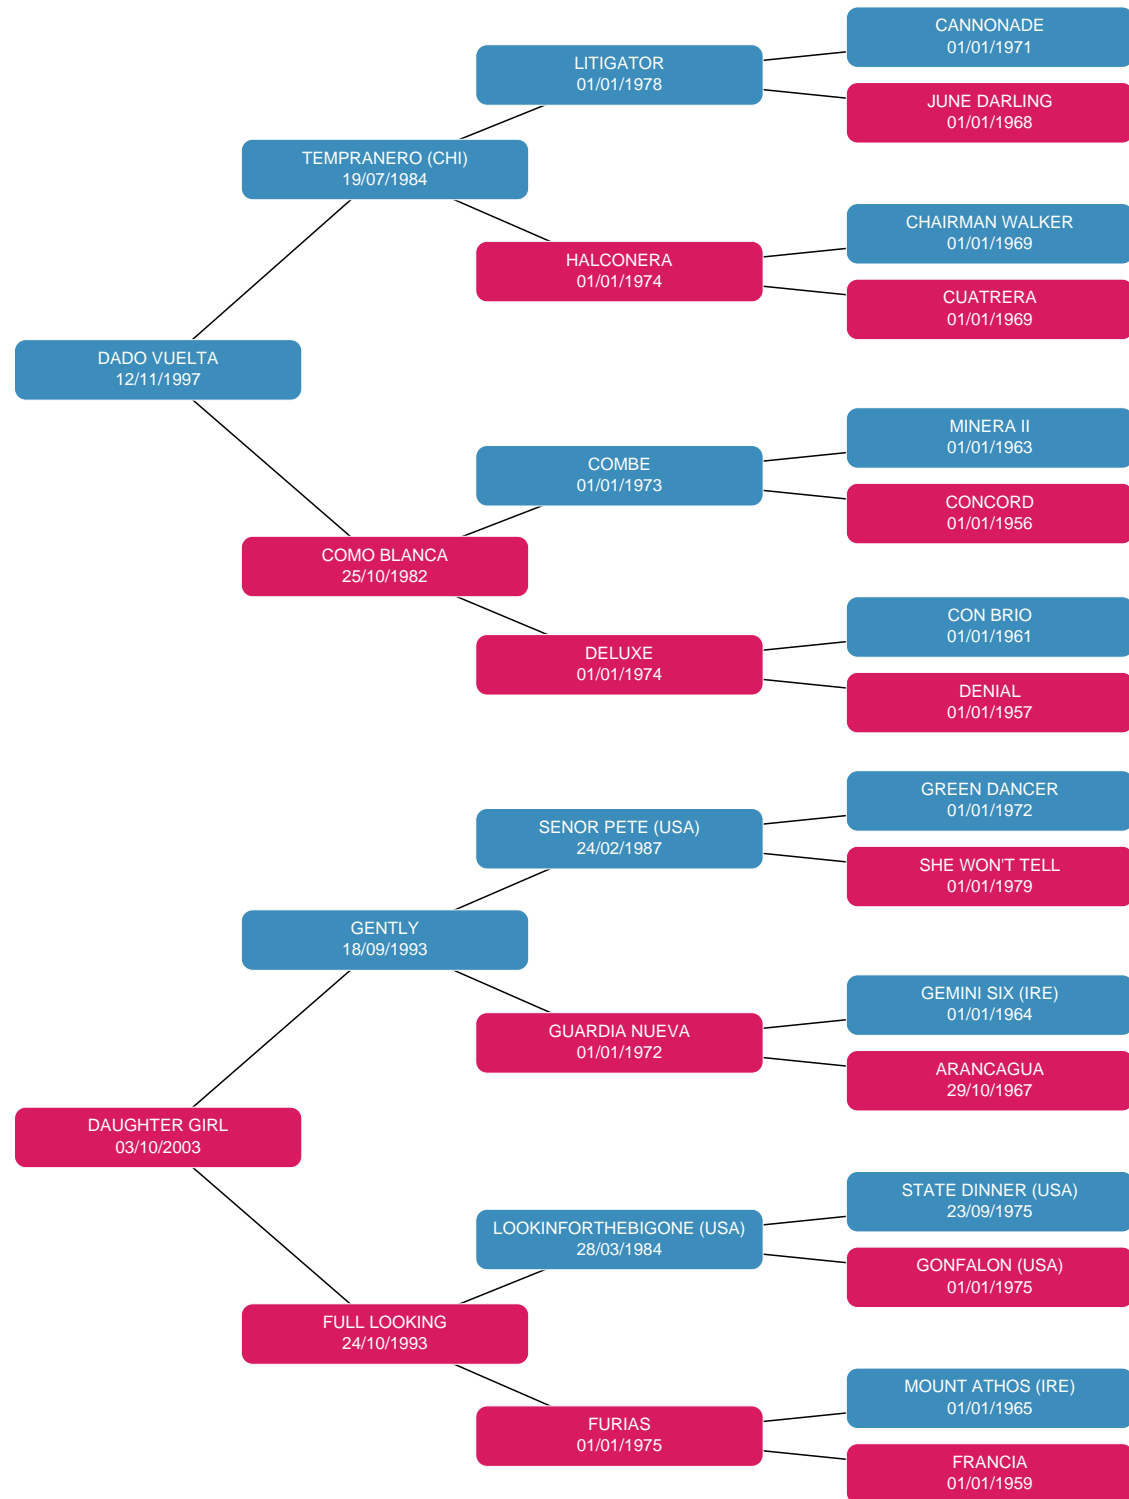 CANNONADE
01/01/1971
LITIGATOR
01/01/1978
JUNE DARLING
01/01/1968
TEMPRANERO (CHI)
19/07/1984
CHAIRMAN WALKER
01/01/1969
HALCONERA
01/01/1974
CUATRERA
01/01/1969
DADO VUELTA
12/11/1997
MINERA II
01/01/1963
COMBE
01/01/1973
CONCORD
01/01/1956
COMO BLANCA
25/10/1982
CON BRIO
01/01/1961
DELUXE
01/01/1974
DENIAL
01/01/1957
GREEN DANCER
01/01/1972
SENOR PETE (USA)
24/02/1987
SHE WON'T TELL
01/01/1979
GENTLY
18/09/1993
GEMINI SIX (IRE)
01/01/1964
GUARDIA NUEVA
01/01/1972
ARANCAGUA
29/10/1967
DAUGHTER GIRL
03/10/2003
STATE DINNER (USA)
23/09/1975
LOOKINFORTHEBIGONE (USA)
28/03/1984
GONFALON (USA)
01/01/1975
FULL LOOKING
24/10/1993
MOUNT ATHOS (IRE)
01/01/1965
FURIAS
01/01/1975
FRANCIA
01/01/1959